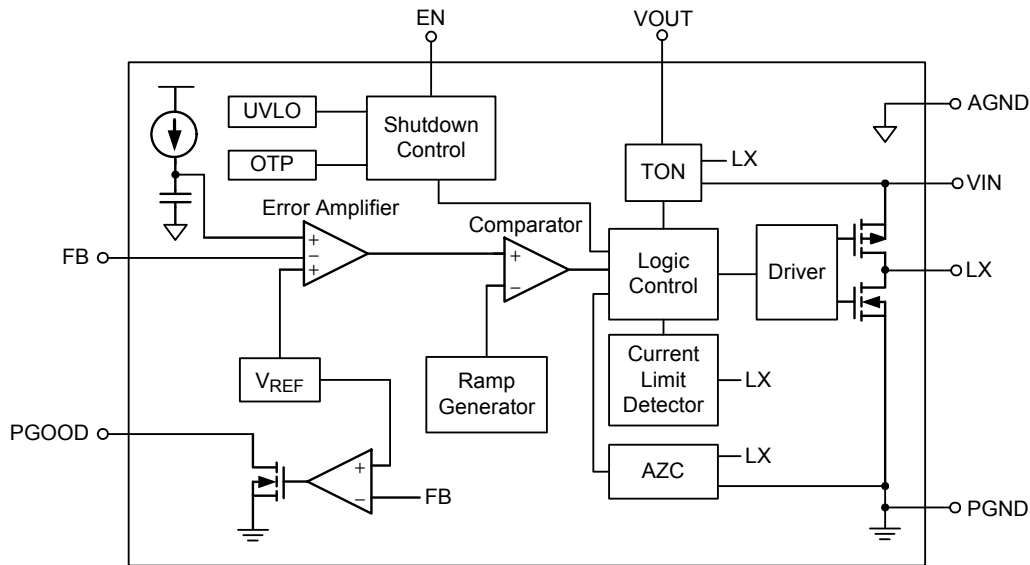 EN
VOUT
UVLO
OTP
Shutdown
Control
AGND
TON
LX
VIN
Error Amplifier
+
−
+
Comparator
+
−
FB
Logic
Control
Driver
LX
VREF
Ramp
Generator
Current
Limit
Detector
LX
PGOOD
+
−
FB
AZC
LX
PGND